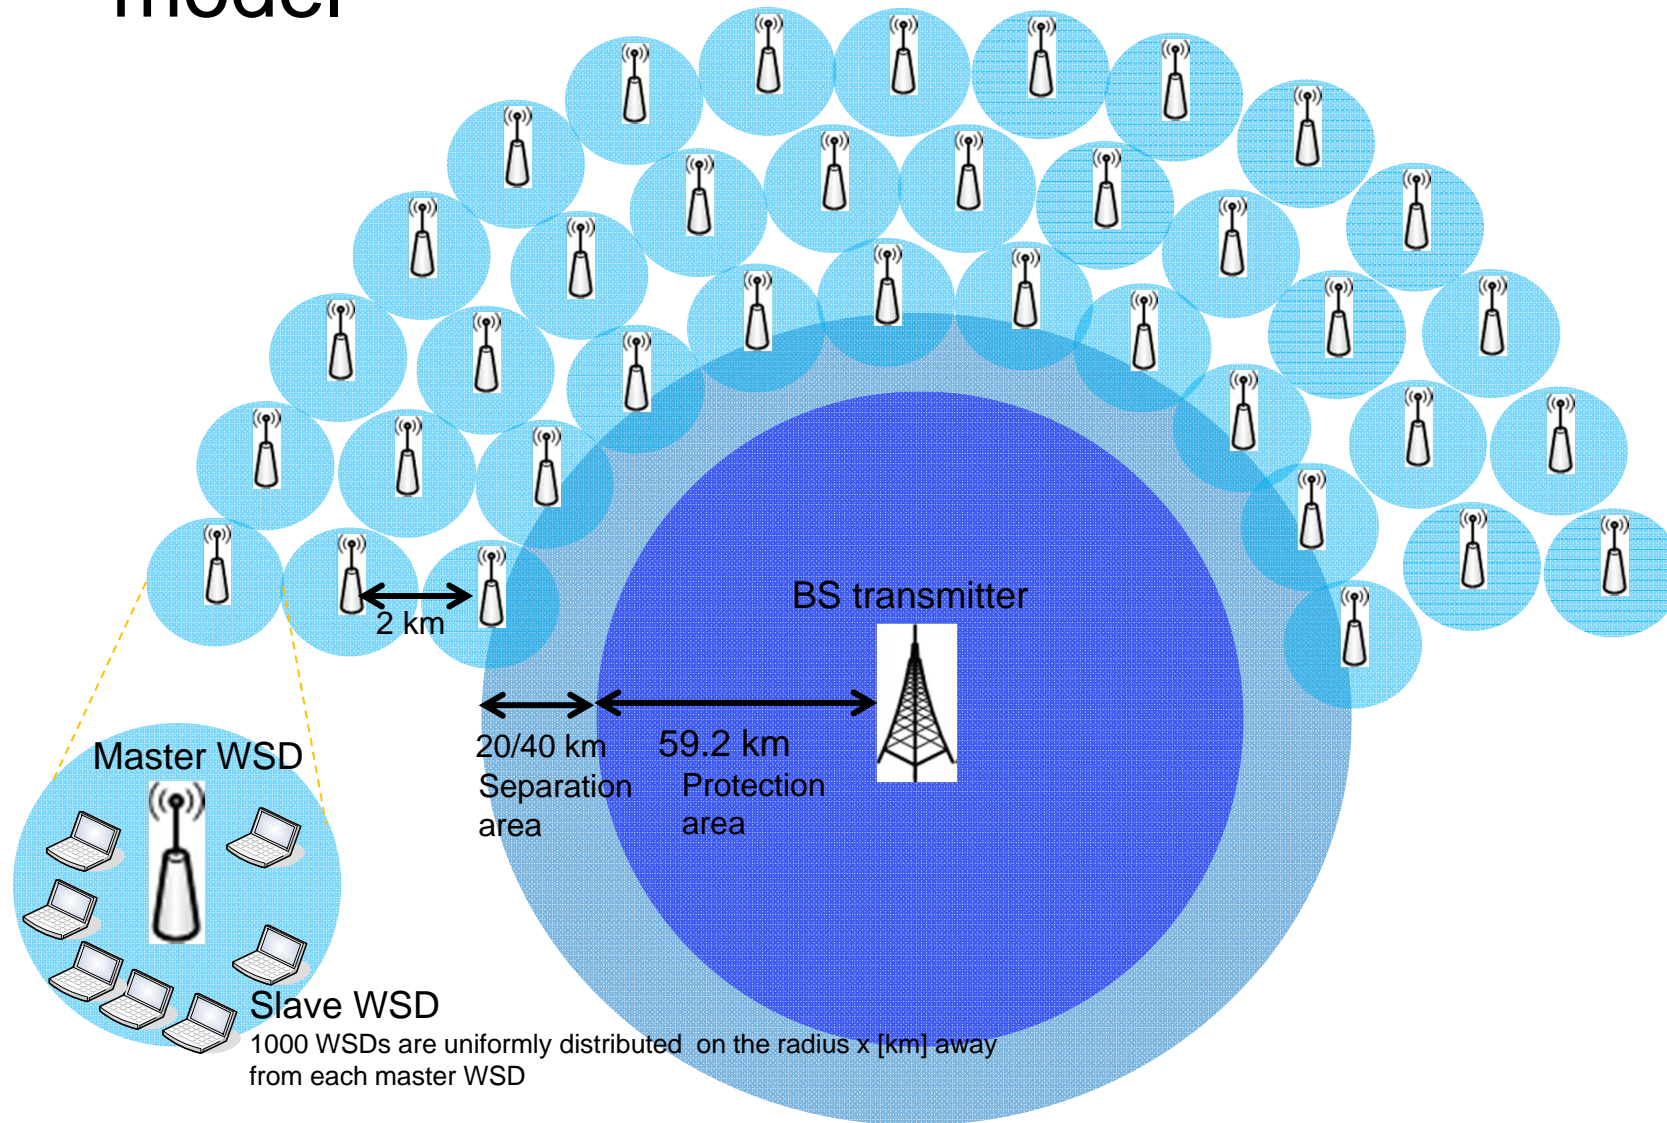 model
BS transmitter
2 km
20/40 km
Separation
area
59.2 km
Protection
area
Master WSD
Slave WSD
1000 WSDs are uniformly distributed on the radius x [km] away
from each master WSD